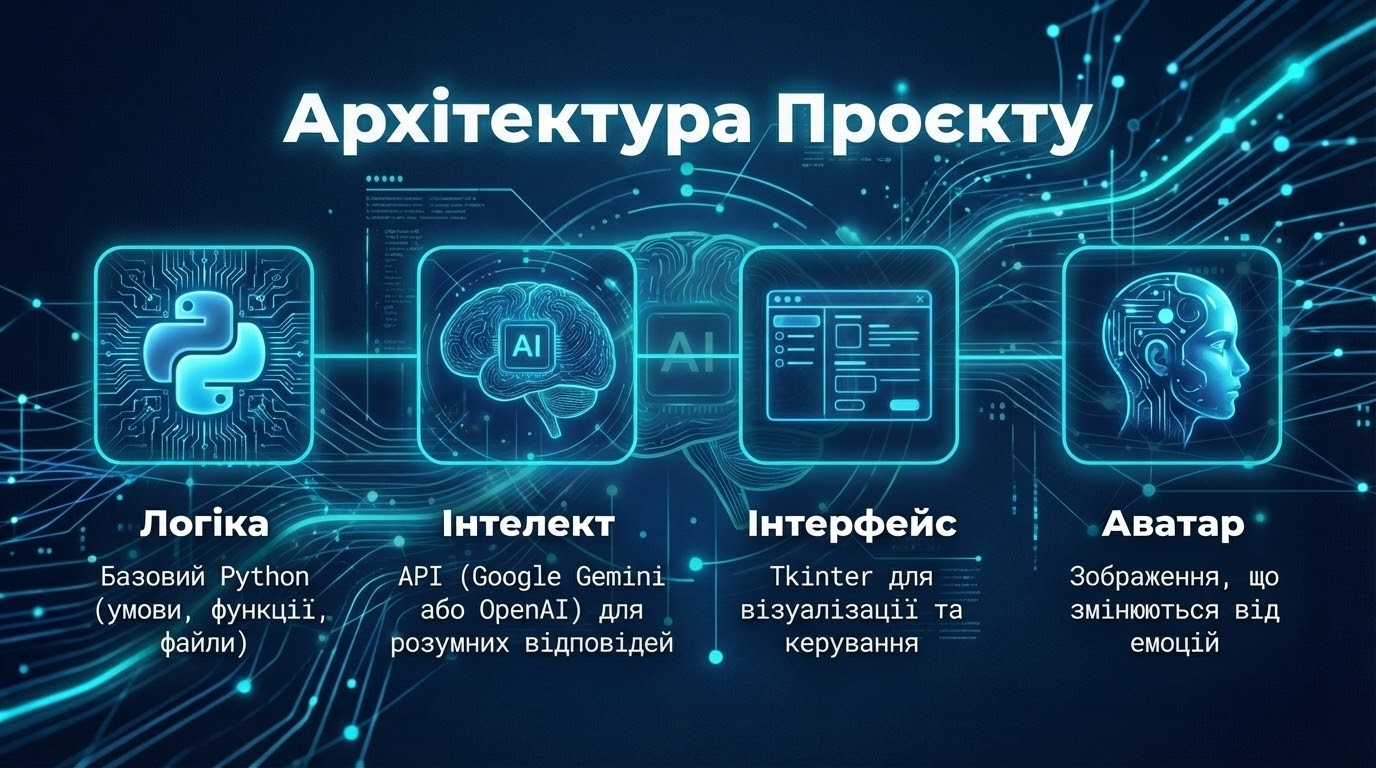 Архітектура Проєкту
AI
AI
Логіка
Базовий Python
(умови, функції,
файли)
Інтелект
API (Google Gemini
або OpenAI) для
розумних відповідей
Інтерфейс
Tkinter для
візуалізації та
керування
Аватар
Зображення, що
змінюються від
емоцій